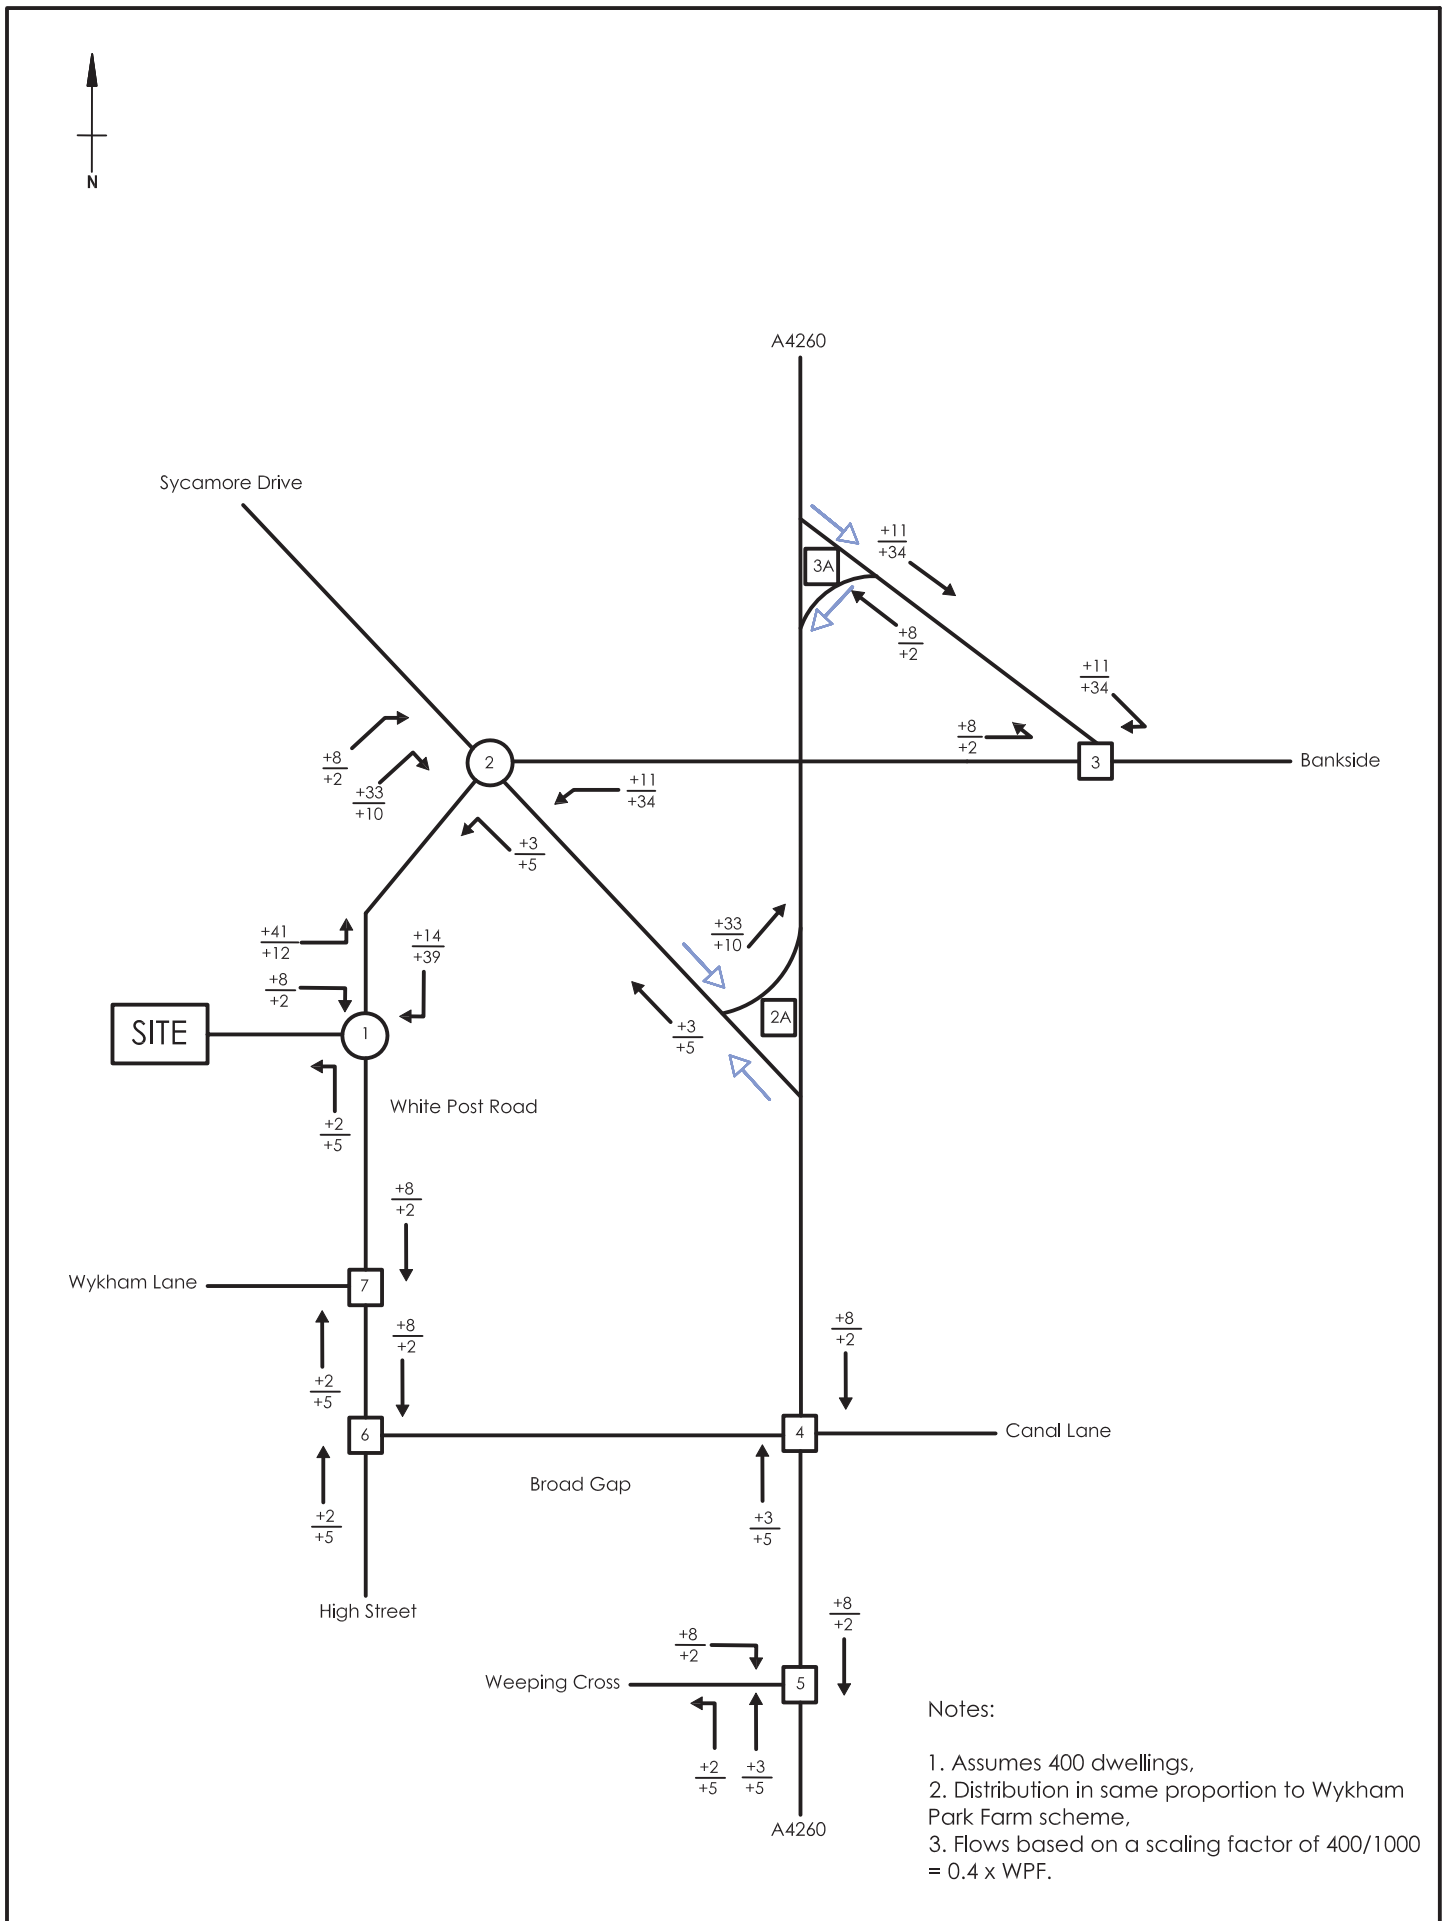 N
A4260
Sycamore Drive
+11
+34
3A
+8
+2
+11
+34
+8
+2
3
Bankside
2
+8
+2
+33
+10
+11
+34
+3
+5
+41
+12
+14
+39
+33
+10
+8
+2
SITE
1
2A
+3
+5
White Post Road
+2
+5
+8
+2
Wykham Lane
7
+8
+2
+8
+2
+2
+5
6
4
Canal Lane
Broad Gap
+2
+5
+3
+5
High Street
+8
+2
+8
+2
Weeping Cross
5
+2
+5
+3
+5
A4260
Notes:
1. Assumes 400 dwellings,
2. Distribution in same proportion to Wykham
Park Farm scheme,
3. Flows based on a scaling factor of 400/1000
= 0.4 x WPF.